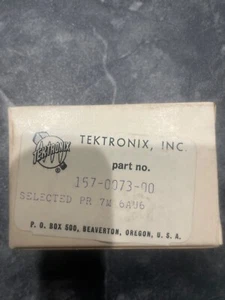 TEKTRONIX
®
TEKTRONIX, INC.
part no.
157-0073-00
SELECTED PR 7M 6AU6
P. O. BOX 500, BEAVERTON, OREGON, U. S. A.